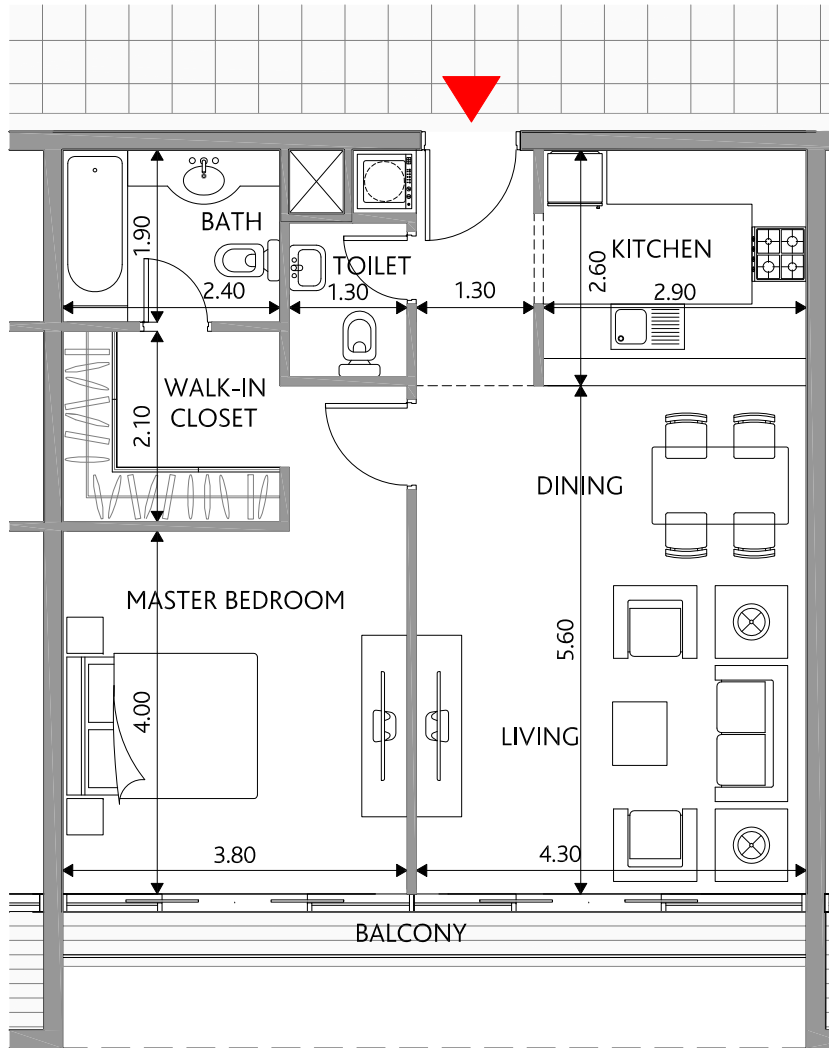 BATH
1.90
2.40
TOILET
1.30
1.30
KITCHEN
2.60
2.90
WALK-IN
CLOSET
2.10
DINING
MASTER BEDROOM
5.60
4.00
LIVING
3.80
4.30
BALCONY